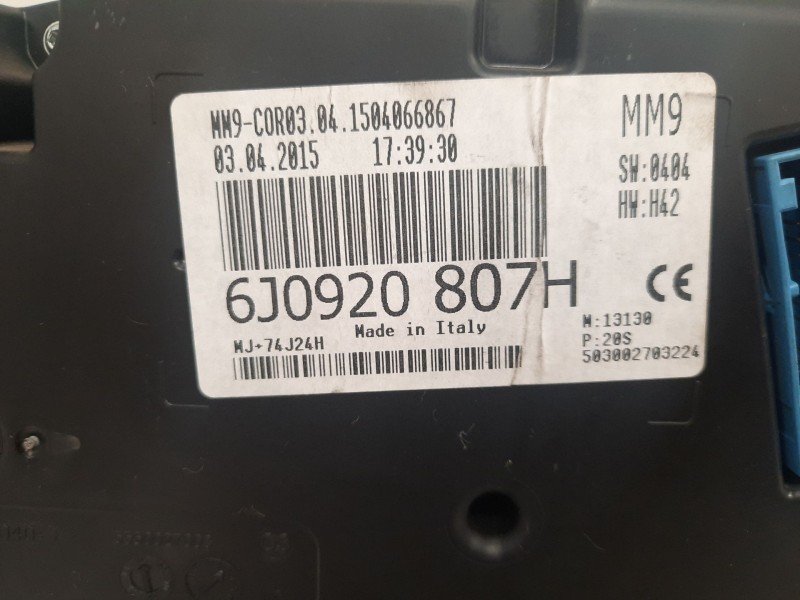 MM9-COR03.04.1504066867
03.04.2015 17:39:30
MM9
SW:0404
HW:H42
6J0920 807H
CE
MJ+74J24H
Made in Italy
M:13130
P:20S
503002703224